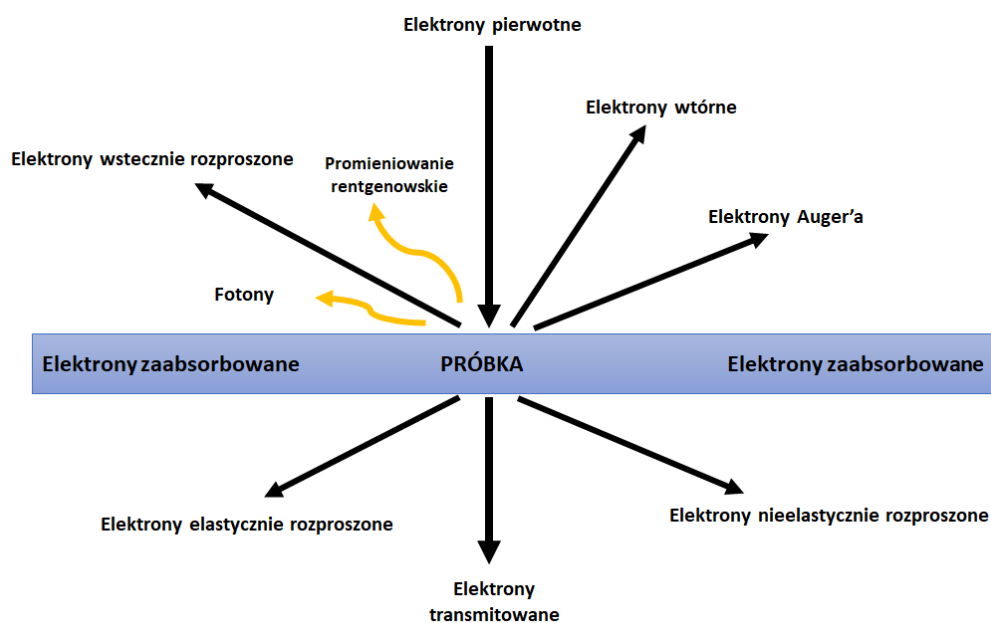 Elektrony pierwotne
Elektrony wtórne
Elektrony wstecznie rozproszone
Promieniowanie
rentgenowskie
Elektrony Auger'a
Fotony
Elektrony zaabsorbowane
PRÓBKA
Elektrony zaabsorbowane
Elektrony elastycznie rozproszone
Elektrony nieelastycznie rozproszone
Elektrony
transmitowane